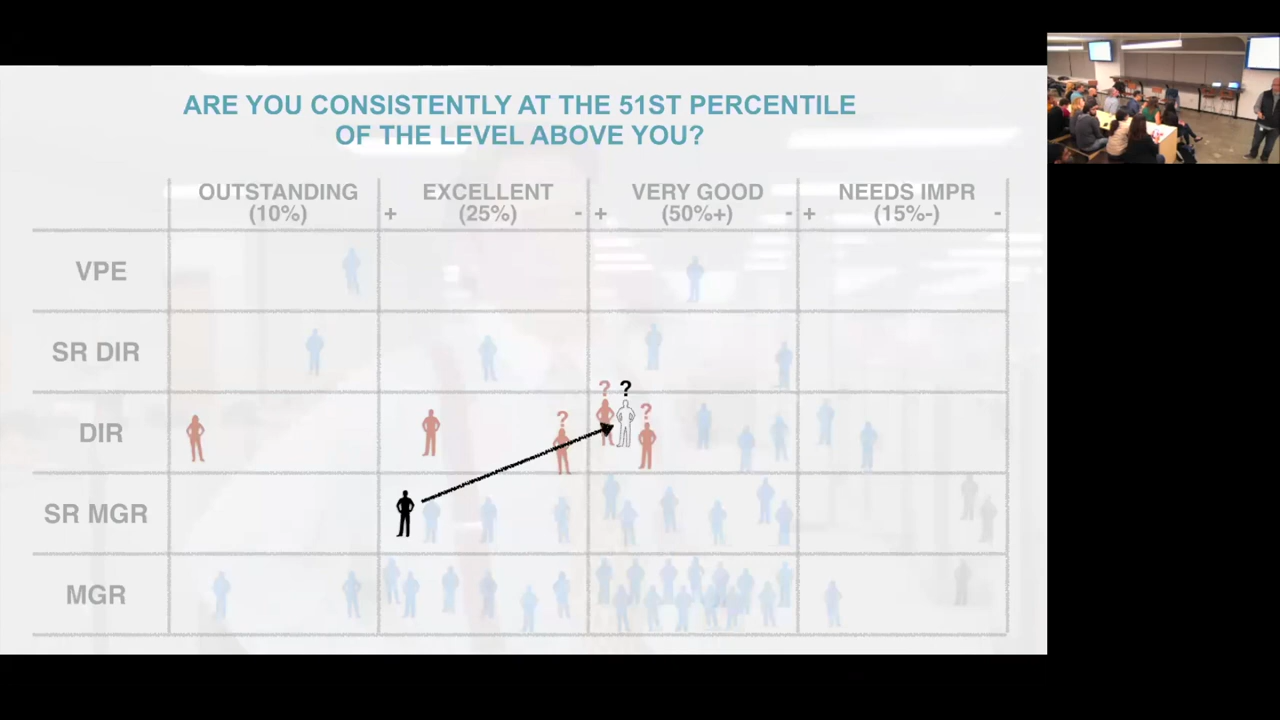 ARE YOU CONSISTENTLY AT THE 51ST PERCENTILE
OF THE LEVEL ABOVE YOU?
OUTSTANDING EXCELLENT VERY GOOD NEEDS IMPR
(10%) + (25%) - + (50%+) - + (15%-) -
VPE
SR DIR
? ?
? ?
DIR
SR MGR
MGR